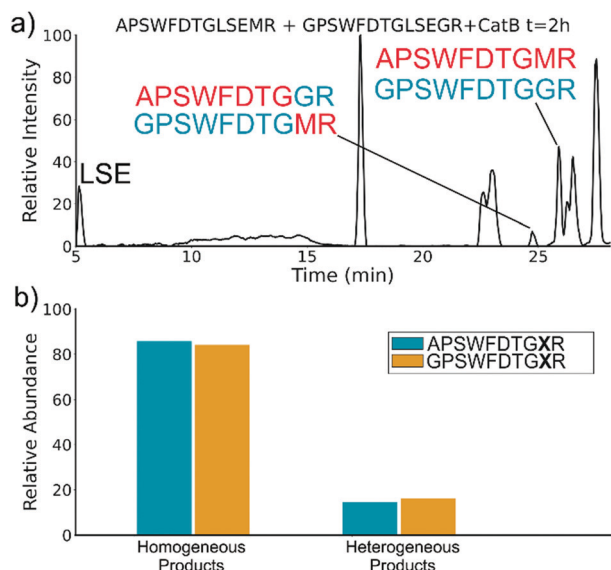 a)
APSWFDTGLSEMR + GPSWFDTGLSEGR+CatB t=2h
Relative Intensity
100
80
60
40
20
0
LSE
APSWFDTGGR
GPSWFDTGMR
APSWFDTGMR
GPSWFDTGGR
5
10
15
20
25
Time (min)
b)
Relative Abundance
100
80
60
40
20
0
APSWFDTGXR
GPSWFDTGXR
Homogeneous
Products
Heterogeneous
Products